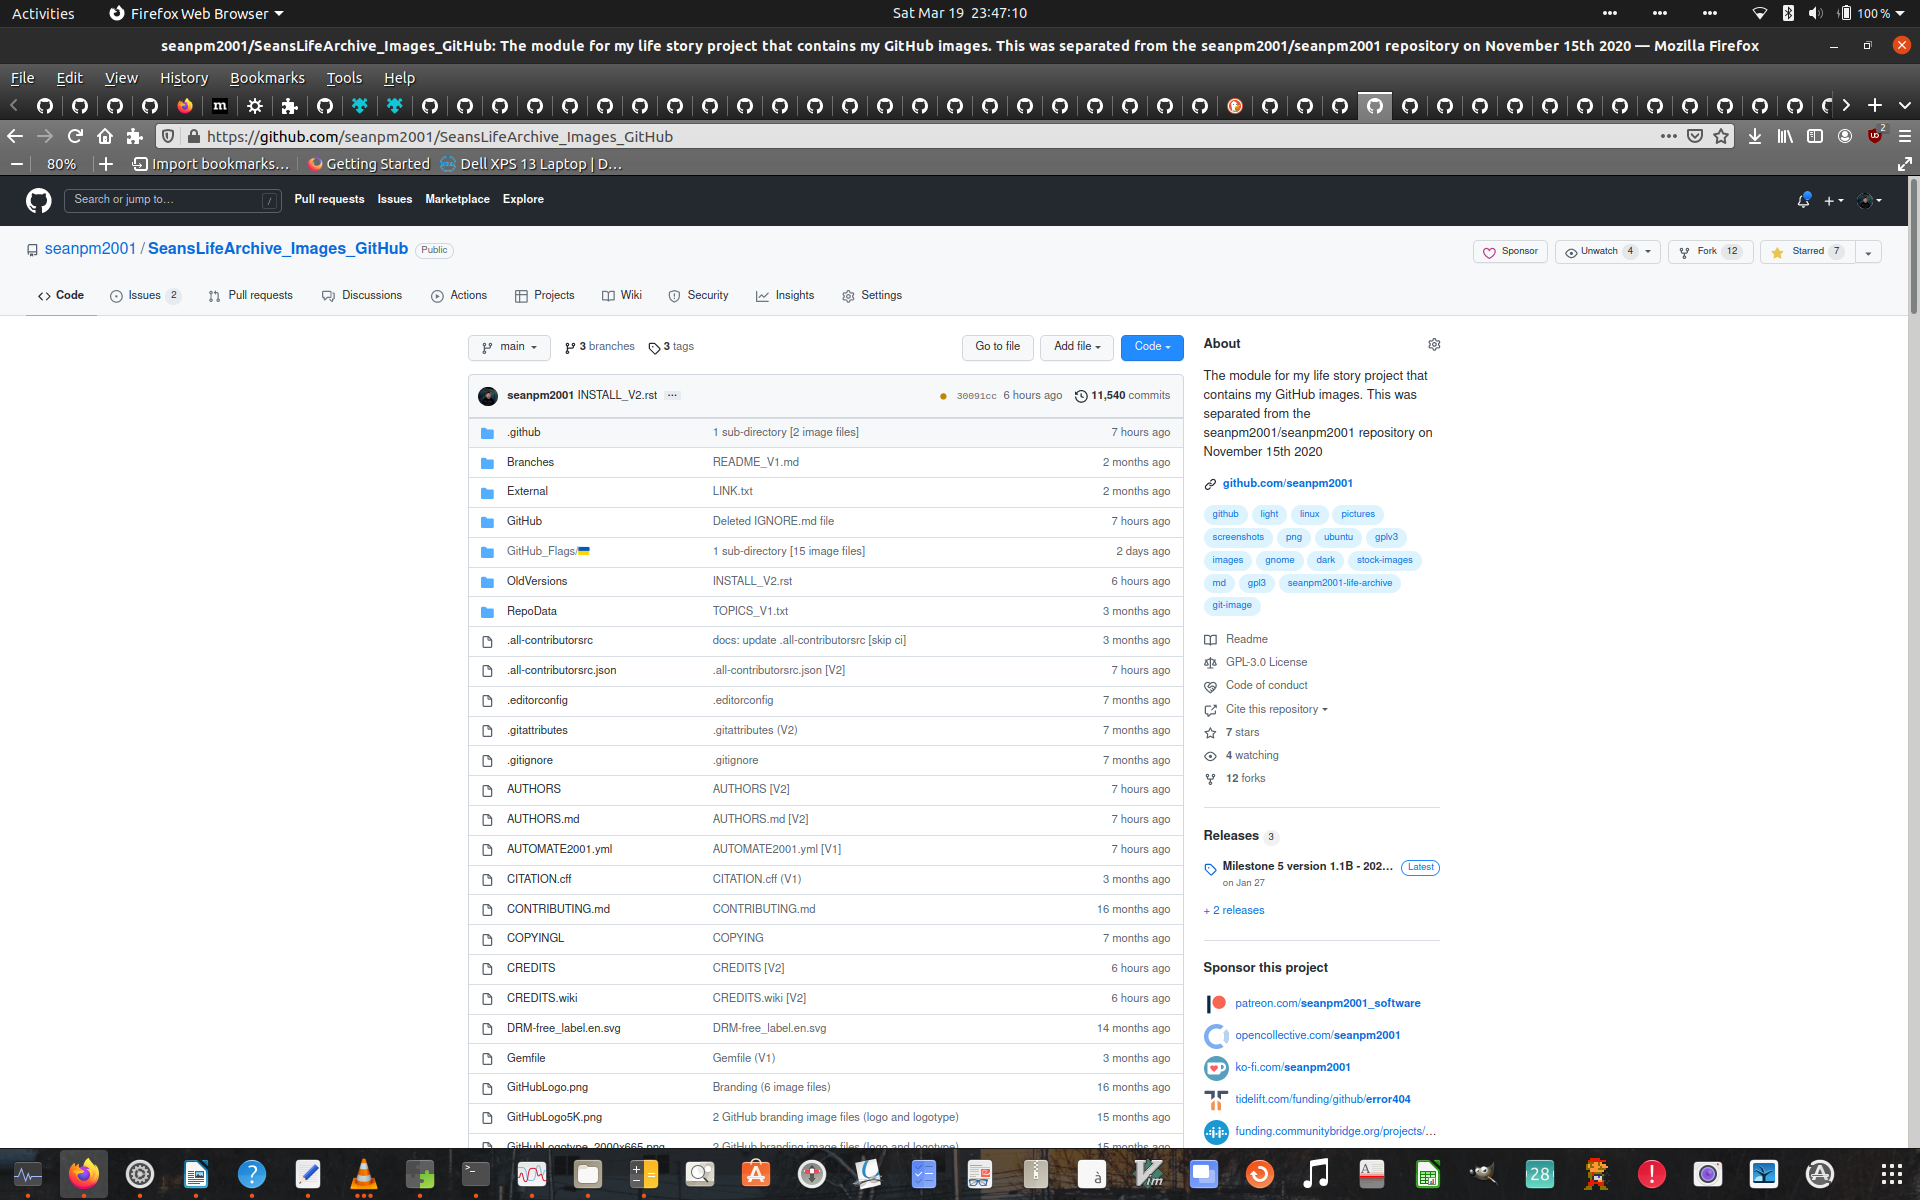 Activities
Firefox Web Browser
Sat Mar 19 23:47:10
100 %
seanpm2001/SeansLifeArchive_Images_GitHub: The module for my life story project that contains my GitHub images. This was separated from the seanpm2001/seanpm2001 repository on November 15th 2020 — Mozilla Firefox
File Edit View History Bookmarks Tools Help
https://github.com/seanpm2001/SeansLifeArchive_Images_GitHub
2
80%
Import bookmarks...
Getting Started
Dell XPS 13 Laptop | D...
Search or jump to...
/
Pull requests Issues Marketplace Explore
seanpm2001 / SeansLifeArchive_Images_GitHub Public
Sponsor
Unwatch 4
Fork 12
Starred 7
Code
Issues 2
Pull requests
Discussions
Actions
Projects
Wiki
Security
Insights
Settings
main
3 branches
3 tags
Go to file
Add file
Code
seanpm2001 INSTALL_V2.rst ... 30091cc 6 hours ago 11,540 commits
.github 1 sub-directory [2 image files] 7 hours ago
Branches README_V1.md 2 months ago
External LINK.txt 2 months ago
GitHub Deleted IGNORE.md file 7 hours ago
GitHub_Flags/🇺🇦 1 sub-directory [15 image files] 2 days ago
OldVersions INSTALL_V2.rst 6 hours ago
RepoData TOPICS_V1.txt 3 months ago
.all-contributorsrc docs: update .all-contributorsrc [skip ci] 3 months ago
.all-contributorsrc.json .all-contributorsrc.json [V2] 7 hours ago
.editorconfig .editorconfig 7 months ago
.gitattributes .gitattributes (V2) 7 months ago
.gitignore .gitignore 7 months ago
AUTHORS AUTHORS [V2] 7 hours ago
AUTHORS.md AUTHORS.md [V2] 7 hours ago
AUTOMATE2001.yml AUTOMATE2001.yml [V1] 7 hours ago
CITATION.cff CITATION.cff (V1) 3 months ago
CONTRIBUTING.md CONTRIBUTING.md 16 months ago
COPYINGL COPYING 7 months ago
CREDITS CREDITS [V2] 6 hours ago
CREDITS.wiki CREDITS.wiki [V2] 6 hours ago
DRM-free_label.en.svg DRM-free_label.en.svg 14 months ago
Gemfile Gemfile (V1) 3 months ago
GitHubLogo.png Branding (6 image files) 16 months ago
GitHubLogo5K.png 2 GitHub branding image files (logo and logotype) 15 months ago
GitHubLogotype_2000x665.png 2 GitHub branding image files (logo and logotype) 15 months ago
About
The module for my life story project that
contains my GitHub images. This was
separated from the
seanpm2001/seanpm2001 repository on
November 15th 2020
github.com/seanpm2001
github light linux pictures
screenshots png ubuntu gplv3
images gnome dark stock-images
md gpl3 seanpm2001-life-archive
git-image
Readme
GPL-3.0 License
Code of conduct
Cite this repository
7 stars
4 watching
12 forks
Releases 3
Milestone 5 version 1.1B - 202... Latest
on Jan 27
+ 2 releases
Sponsor this project
patreon.com/seanpm2001_software
opencollective.com/seanpm2001
ko-fi.com/seanpm2001
tidelift.com/funding/github/error404
funding.communitybridge.org/projects/...
28